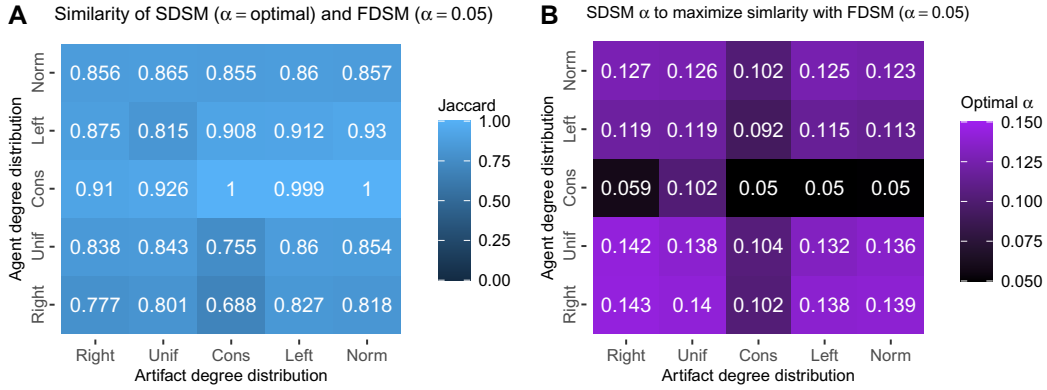 A Similarity of SDSM (α = optimal) and FDSM (α = 0.05)
Agent degree distribution
Norm 0.856 0.865 0.855 0.86 0.857
Left 0.875 0.815 0.908 0.912 0.93
Cons 0.91 0.926 1 0.999 1
Unif 0.838 0.843 0.755 0.86 0.854
Right 0.777 0.801 0.688 0.827 0.818
Right Unif Cons Left Norm
Artifact degree distribution
Jaccard
1.00
0.75
0.50
0.25
0.00
B SDSM α to maximize simlarity with FDSM (α = 0.05)
Agent degree distribution
Norm 0.127 0.126 0.102 0.125 0.123
Left 0.119 0.119 0.092 0.115 0.113
Cons 0.059 0.102 0.05 0.05 0.05
Unif 0.142 0.138 0.104 0.132 0.136
Right 0.143 0.14 0.102 0.138 0.139
Right Unif Cons Left Norm
Artifact degree distribution
Optimal α
0.150
0.125
0.100
0.075
0.050